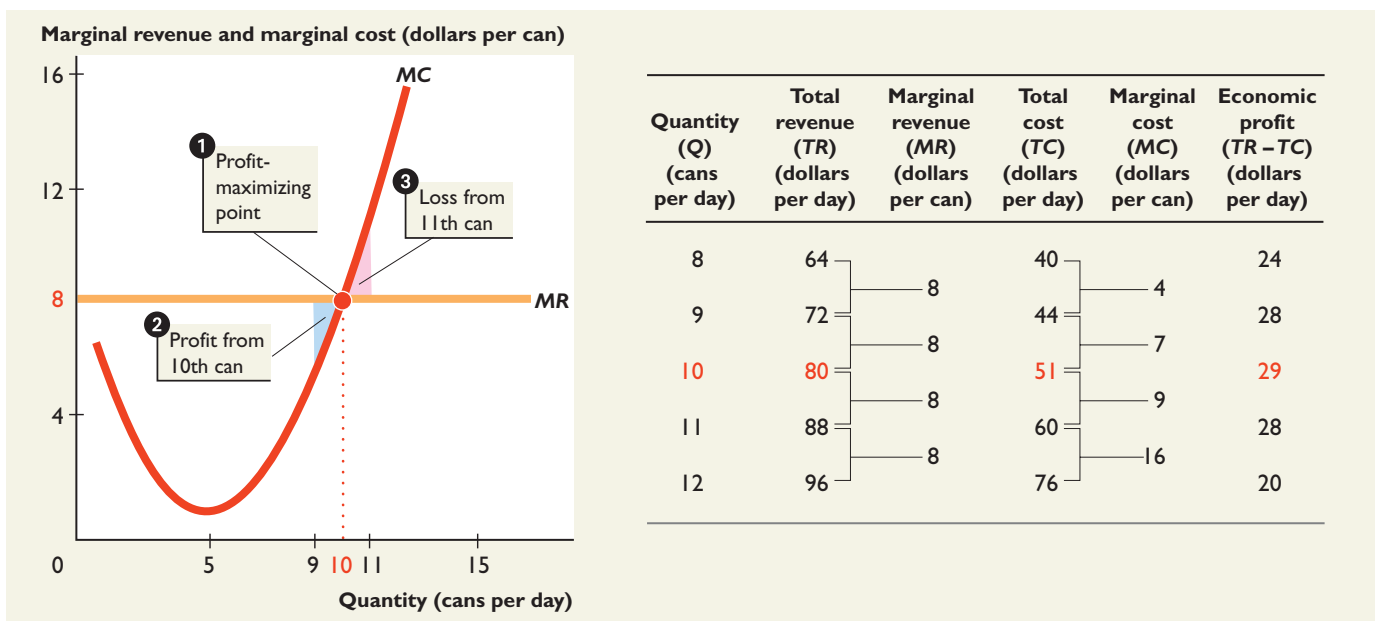 Marginal revenue and marginal cost (dollars per can)
16
MC
1
Profit-
maximizing
point
12
3
Loss from
11th can
8
MR
2
Profit from
10th can
4
0
5
9
10
11
15
Quantity (cans per day)
Quantity
(Q)
(cans
per day)
Total
revenue
(TR)
(dollars
per day)
Marginal
revenue
(MR)
(dollars
per can)
Total
cost
(TC)
(dollars
per day)
Marginal
cost
(MC)
(dollars
per can)
Economic
profit
(TR – TC)
(dollars
per day)
8 64 40 24
8 4
9 72 44 28
8 7
10 80 51 29
8 9
11 88 60 28
8 16
12 96 76 20